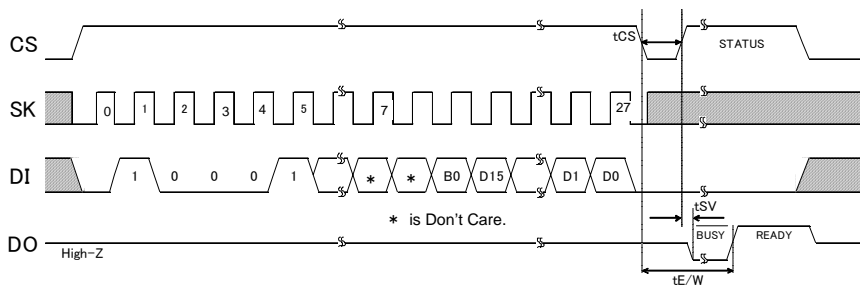 CS tCS STATUS
SK 0 1 2 3 4 5 7 27
DI 1 0 0 0 1 * * B0 D15 D1 D0
* is Don't Care.
tSV
DO High-Z BUSY READY
tE/W